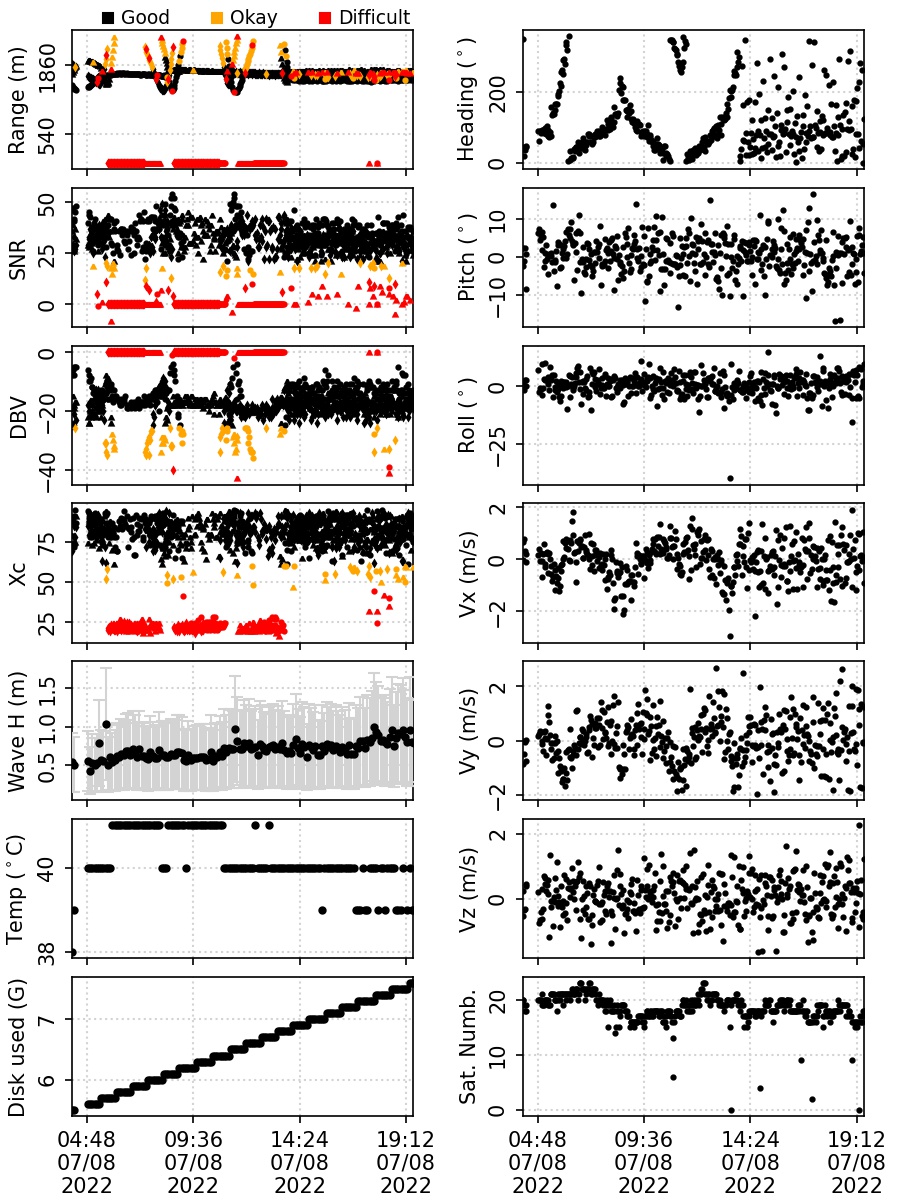 Good Okay Difficult
Range (m)
1860
540
Heading (°)
200
0
SNR
50
25
0
Pitch (°)
10
0
−10
DBV
0
−20
−40
Roll (°)
0
−25
Xc
75
50
25
Vx (m/s)
2
0
−2
Wave H (m)
1.5
1.0
0.5
Vy (m/s)
2
0
−2
Temp (°C)
40
38
Vz (m/s)
2
0
Disk used (G)
7
6
Sat. Numb.
20
10
0
04:48 09:36 14:24 19:12 04:48 09:36 14:24 19:12
07/08 07/08 07/08 07/08 07/08 07/08 07/08 07/08
2022 2022 2022 2022 2022 2022 2022 2022